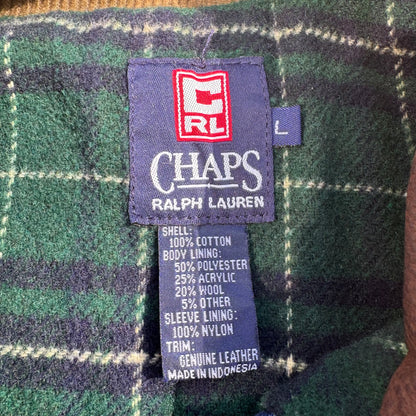 C
RL
L
CHAPS
RALPH LAUREN
SHELL:
100% COTTON
BODY LINING:
50% POLYESTER
25% ACRYLIC
20% WOOL
5% OTHER
SLEEVE LINING:
100% NYLON
TRIM:
GENUINE LEATHER
MADE IN INDONESIA